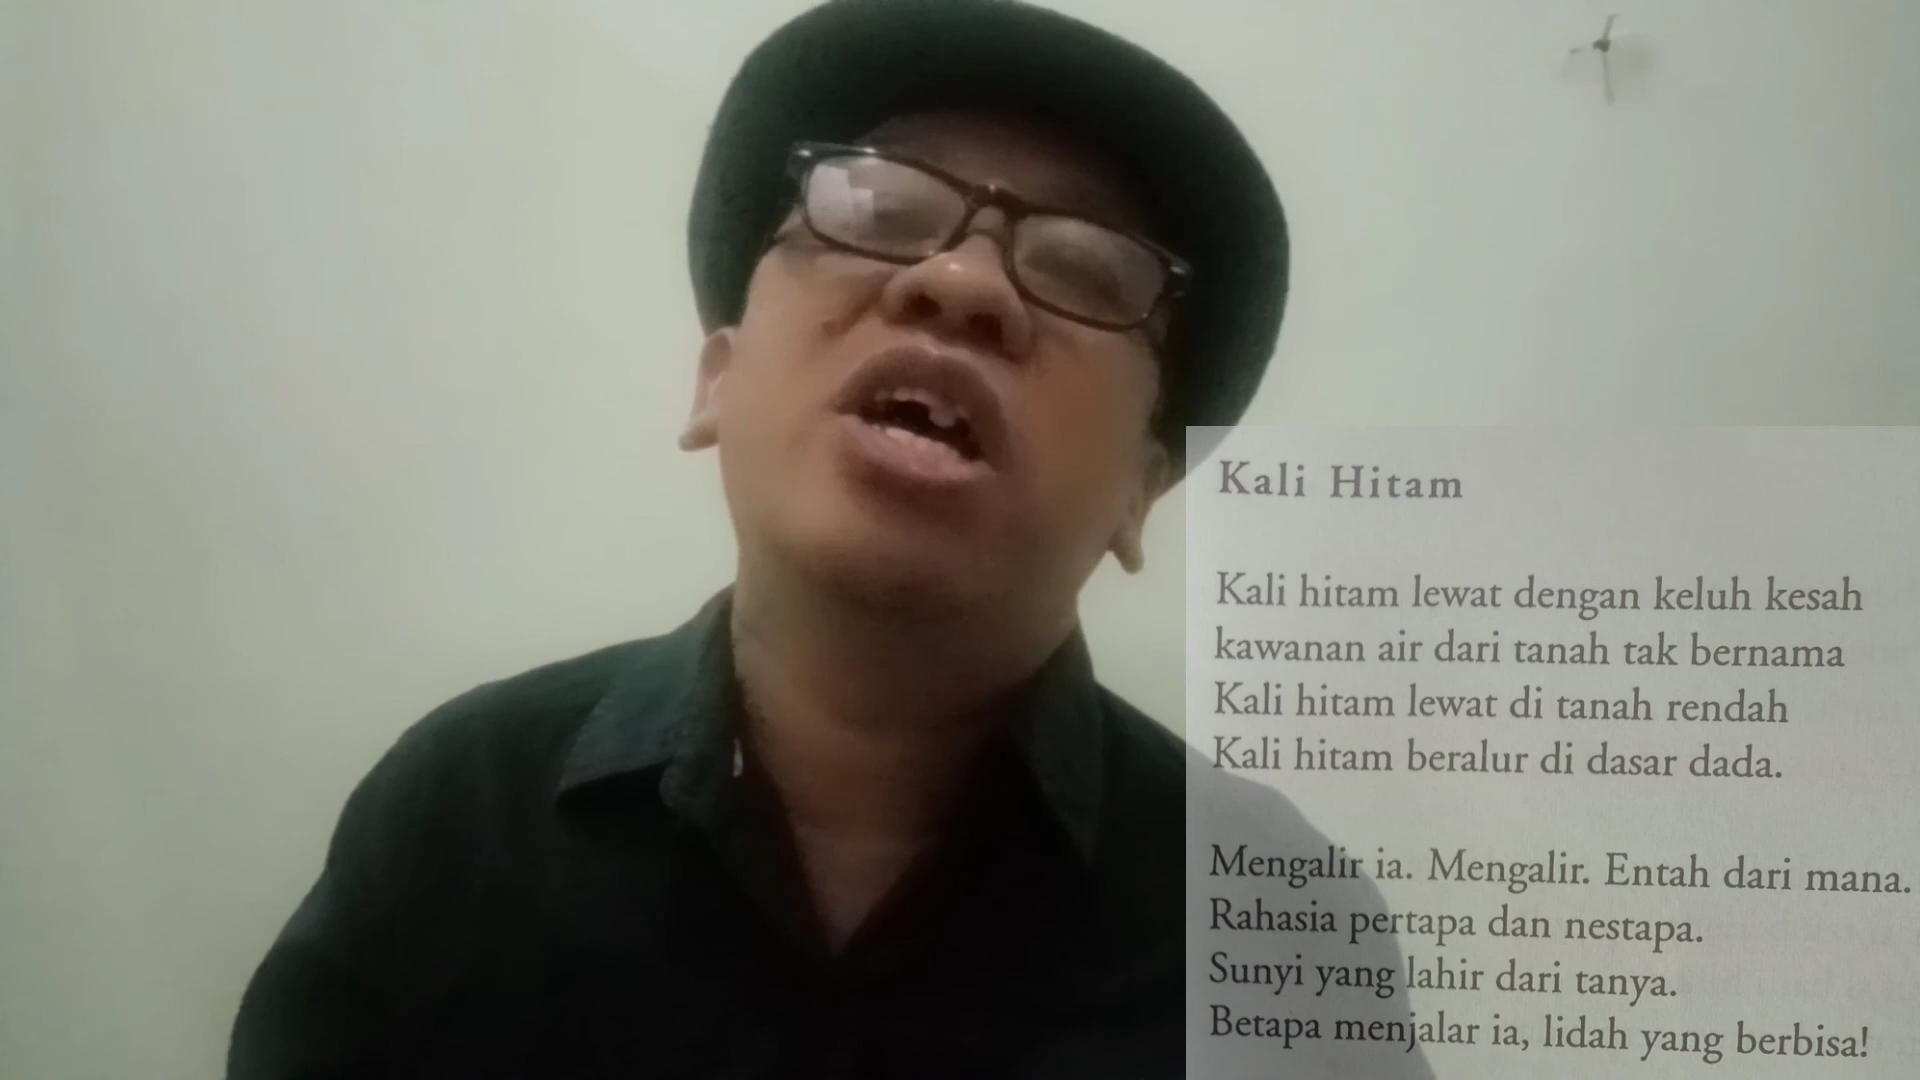 Kali Hitam
Kali hitam lewat dengan keluh kesah
kawanan air dari tanah tak bernama
Kali hitam lewat di tanah rendah
Kali hitam beralur di dasar dada.
Mengalir ia. Mengalir. Entah dari mana.
Rahasia pertapa dan nestapa.
Sunyi yang lahir dari tanya.
Betapa menjalar ia, lidah yang berbisa!